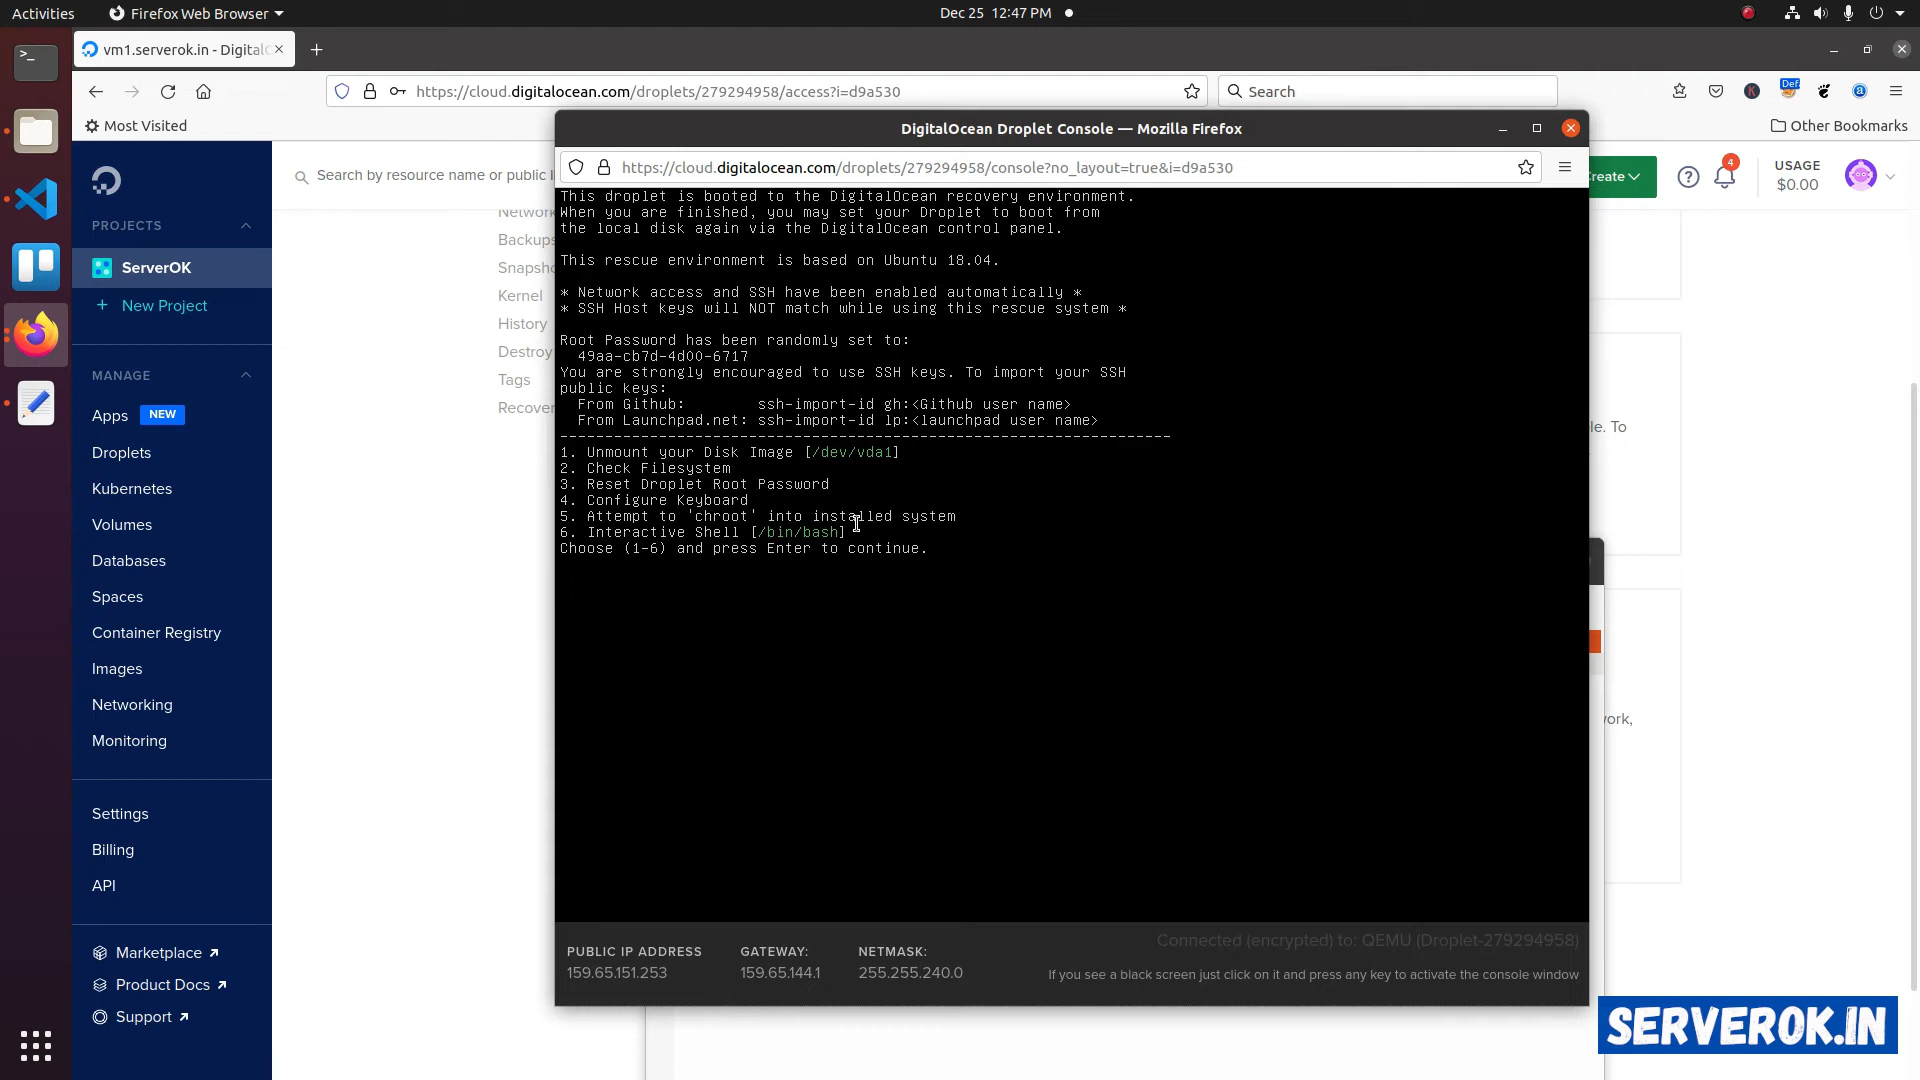 Activities
Firefox Web Browser
Dec 25 12:47 PM
vm1.serverok.in - Digital
https://cloud.digitalocean.com/droplets/279294958/access?i=d9a530
Search
Def
Most Visited
Other Bookmarks
DigitalOcean Droplet Console — Mozilla Firefox
https://cloud.digitalocean.com/droplets/279294958/console?no_layout=true&i=d9a530
Search by resource name or public I
reate
4
USAGE
$0.00
PROJECTS
ServerOK
+ New Project
MANAGE
Apps NEW
Droplets
Kubernetes
Volumes
Databases
Spaces
Container Registry
Images
Networking
Monitoring
Settings
Billing
API
Marketplace
Product Docs
Support
Network
Backups
Snapsho
Kernel
History
Destroy
Tags
Recover
This droplet is booted to the DigitalOcean recovery environment.
When you are finished, you may set your Droplet to boot from
the local disk again via the DigitalOcean control panel.
This rescue environment is based on Ubuntu 18.04.
* Network access and SSH have been enabled automatically *
* SSH Host keys will NOT match while using this rescue system *
Root Password has been randomly set to:
49aa-cb7d-4d00-6717
You are strongly encouraged to use SSH keys. To import your SSH
public keys:
From Github: ssh-import-id gh:<Github user name>
From Launchpad.net: ssh-import-id lp:<launchpad user name>
--------------------------------------------------------------------
1. Unmount your Disk Image [/dev/vda1]
2. Check Filesystem
3. Reset Droplet Root Password
4. Configure Keyboard
5. Attempt to 'chroot' into installed system
6. Interactive Shell [/bin/bash]
Choose (1-6) and press Enter to continue.
le. To
ork,
Connected (encrypted) to: QEMU (Droplet-279294958)
PUBLIC IP ADDRESS GATEWAY: NETMASK:
159.65.151.253 159.65.144.1 255.255.240.0
If you see a black screen just click on it and press any key to activate the console window
SERVEROK.IN